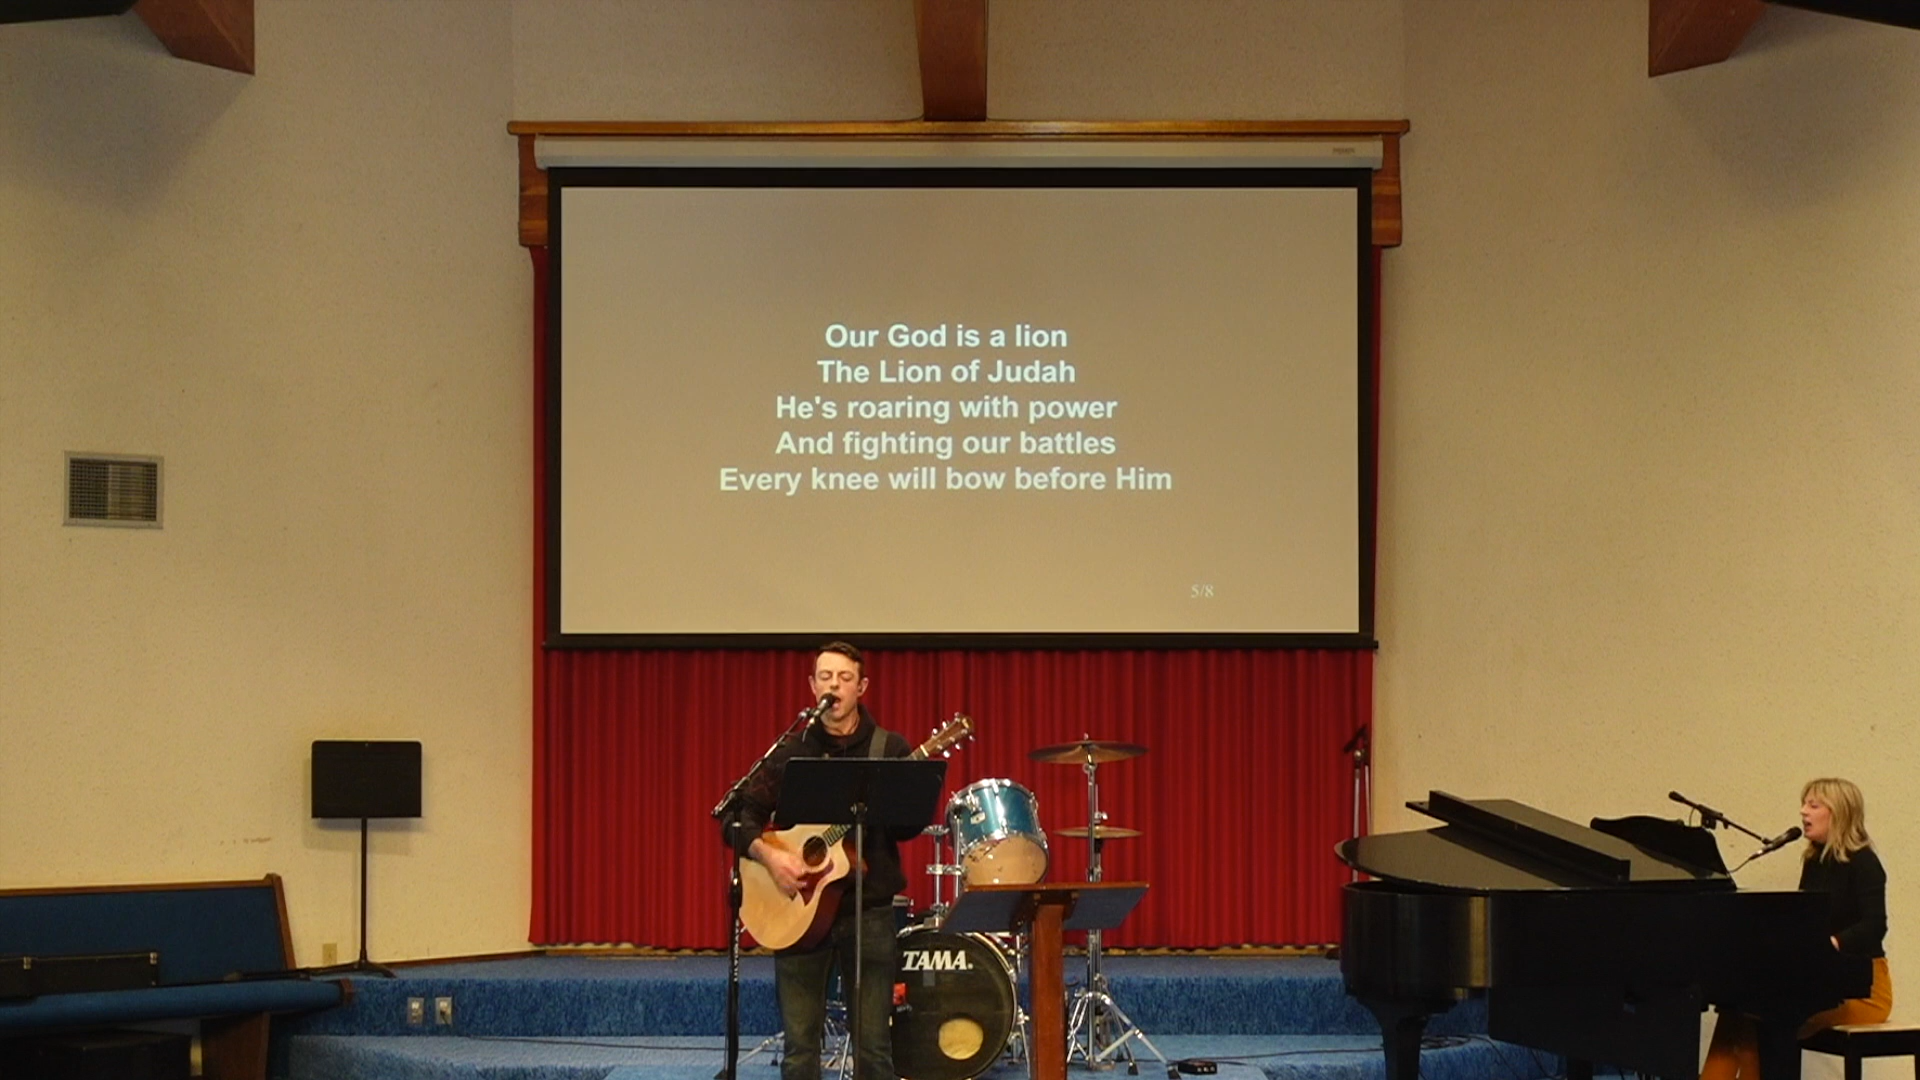 Our God is a lion
The Lion of Judah
He's roaring with power
And fighting our battles
Every knee will bow before Him
5/8
TAMA